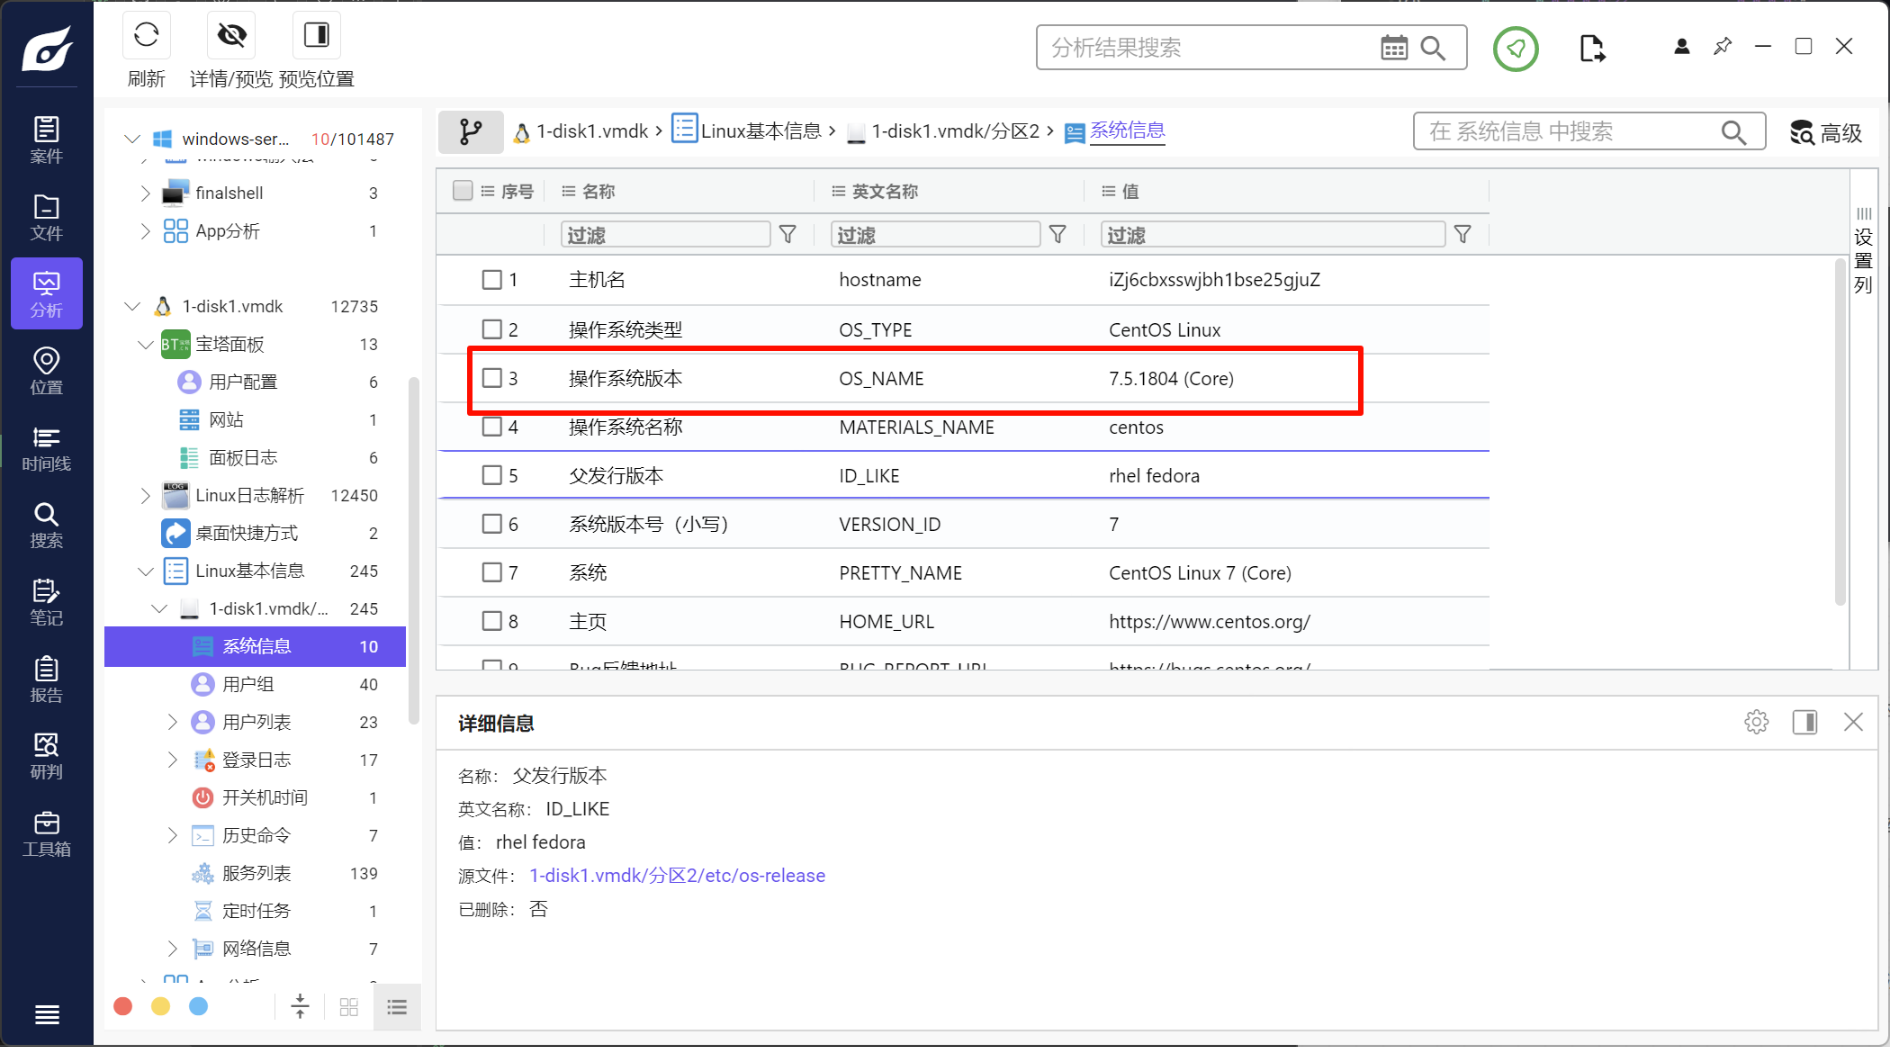 刷新
详情/预览
预览位置
分析结果搜索
案件
文件
分析
位置
时间线
搜索
笔记
报告
研判
工具箱
windows-ser... 10/101487
finalshell 3
App分析 1
1-disk1.vmdk 12735
宝塔面板 13
用户配置 6
网站 1
面板日志 6
Linux日志解析 12450
桌面快捷方式 2
Linux基本信息 245
1-disk1.vmdk/... 245
系统信息 10
用户组 40
用户列表 23
登录日志 17
开关机时间 1
历史命令 7
服务列表 139
定时任务 1
网络信息 7
1-disk1.vmdk › Linux基本信息 › 1-disk1.vmdk/分区2 › 系统信息
在 系统信息 中搜索
高级
序号 名称 英文名称 值
过滤 过滤 过滤
1 主机名 hostname iZj6cbxsswjbh1bse25gjuZ
2 操作系统类型 OS_TYPE CentOS Linux
3 操作系统版本 OS_NAME 7.5.1804 (Core)
4 操作系统名称 MATERIALS_NAME centos
5 父发行版本 ID_LIKE rhel fedora
6 系统版本号（小写） VERSION_ID 7
7 系统 PRETTY_NAME CentOS Linux 7 (Core)
8 主页 HOME_URL https://www.centos.org/
9 Bug反馈地址 BUG_REPORT_URL https://bugs.centos.org/
设置列
详细信息
名称： 父发行版本
英文名称： ID_LIKE
值： rhel fedora
源文件： 1-disk1.vmdk/分区2/etc/os-release
已删除： 否